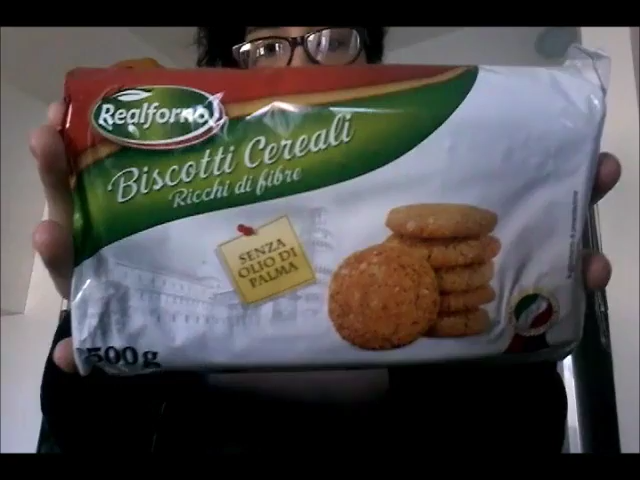 Realforno
Biscotti Cereali
Ricchi di fibre
SENZA
OLIO DI
PALMA
500g